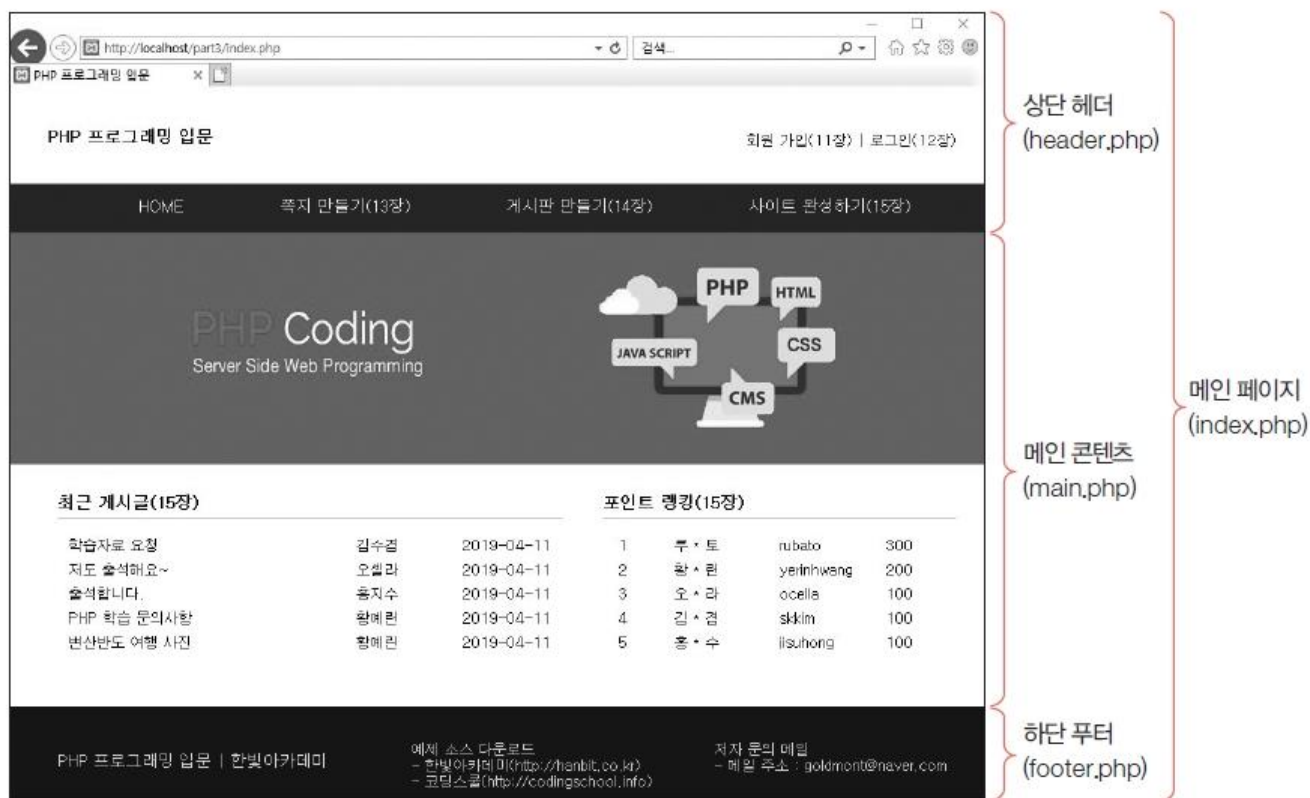 http://localhost/part3/index.php
검색...
PHP 프로그래밍 입문
PHP 프로그래밍 입문
회원 가입(11장) | 로그인(12장)
HOME 쪽지 만들기(13장) 게시판 만들기(14장) 사이트 완성하기(15장)
PHP Coding
Server Side Web Programming
PHP
HTML
JAVA SCRIPT
CSS
CMS
최근 게시글(15장)
학습자료 요청 김수겸 2019-04-11
저도 출석해요~ 오셀라 2019-04-11
출석합니다. 홍지수 2019-04-11
PHP 학습 문의사항 황예린 2019-04-11
변산반도 여행 사진 황예린 2019-04-11
포인트 랭킹(15장)
1 루 * 토 rubato 300
2 황 * 린 yerinhwang 200
3 오 * 라 ocella 100
4 김 * 겸 skkim 100
5 홍 * 수 jisuhong 100
PHP 프로그래밍 입문 | 한빛아카데미
예제 소스 다운로드
- 한빛아카데미(http://hanbit.co.kr)
- 코딩스쿨(http://codingschool.info)
저자 문의 메일
- 메일 주소 : goldmont@naver.com
상단 헤더
(header.php)
메인 콘텐츠
(main.php)
하단 푸터
(footer.php)
메인 페이지
(index.php)